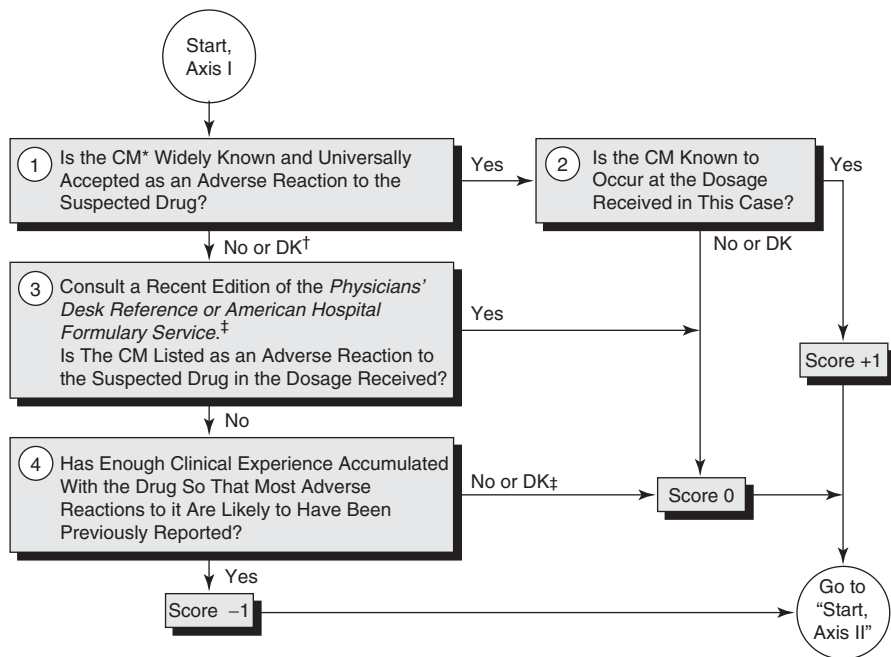 Start,
Axis I
1
Is the CM* Widely Known and Universally
Accepted as an Adverse Reaction to the
Suspected Drug?
Yes
2
Is the CM Known to
Occur at the Dosage
Received in This Case?
Yes
No or DK†
No or DK
3
Consult a Recent Edition of the Physicians’
Desk Reference or American Hospital
Formulary Service.‡
Is The CM Listed as an Adverse Reaction to
the Suspected Drug in the Dosage Received?
Yes
Score +1
No
4
Has Enough Clinical Experience Accumulated
With the Drug So That Most Adverse
Reactions to it Are Likely to Have Been
Previously Reported?
No or DK‡
Score 0
Yes
Score −1
Go to
“Start,
Axis II”